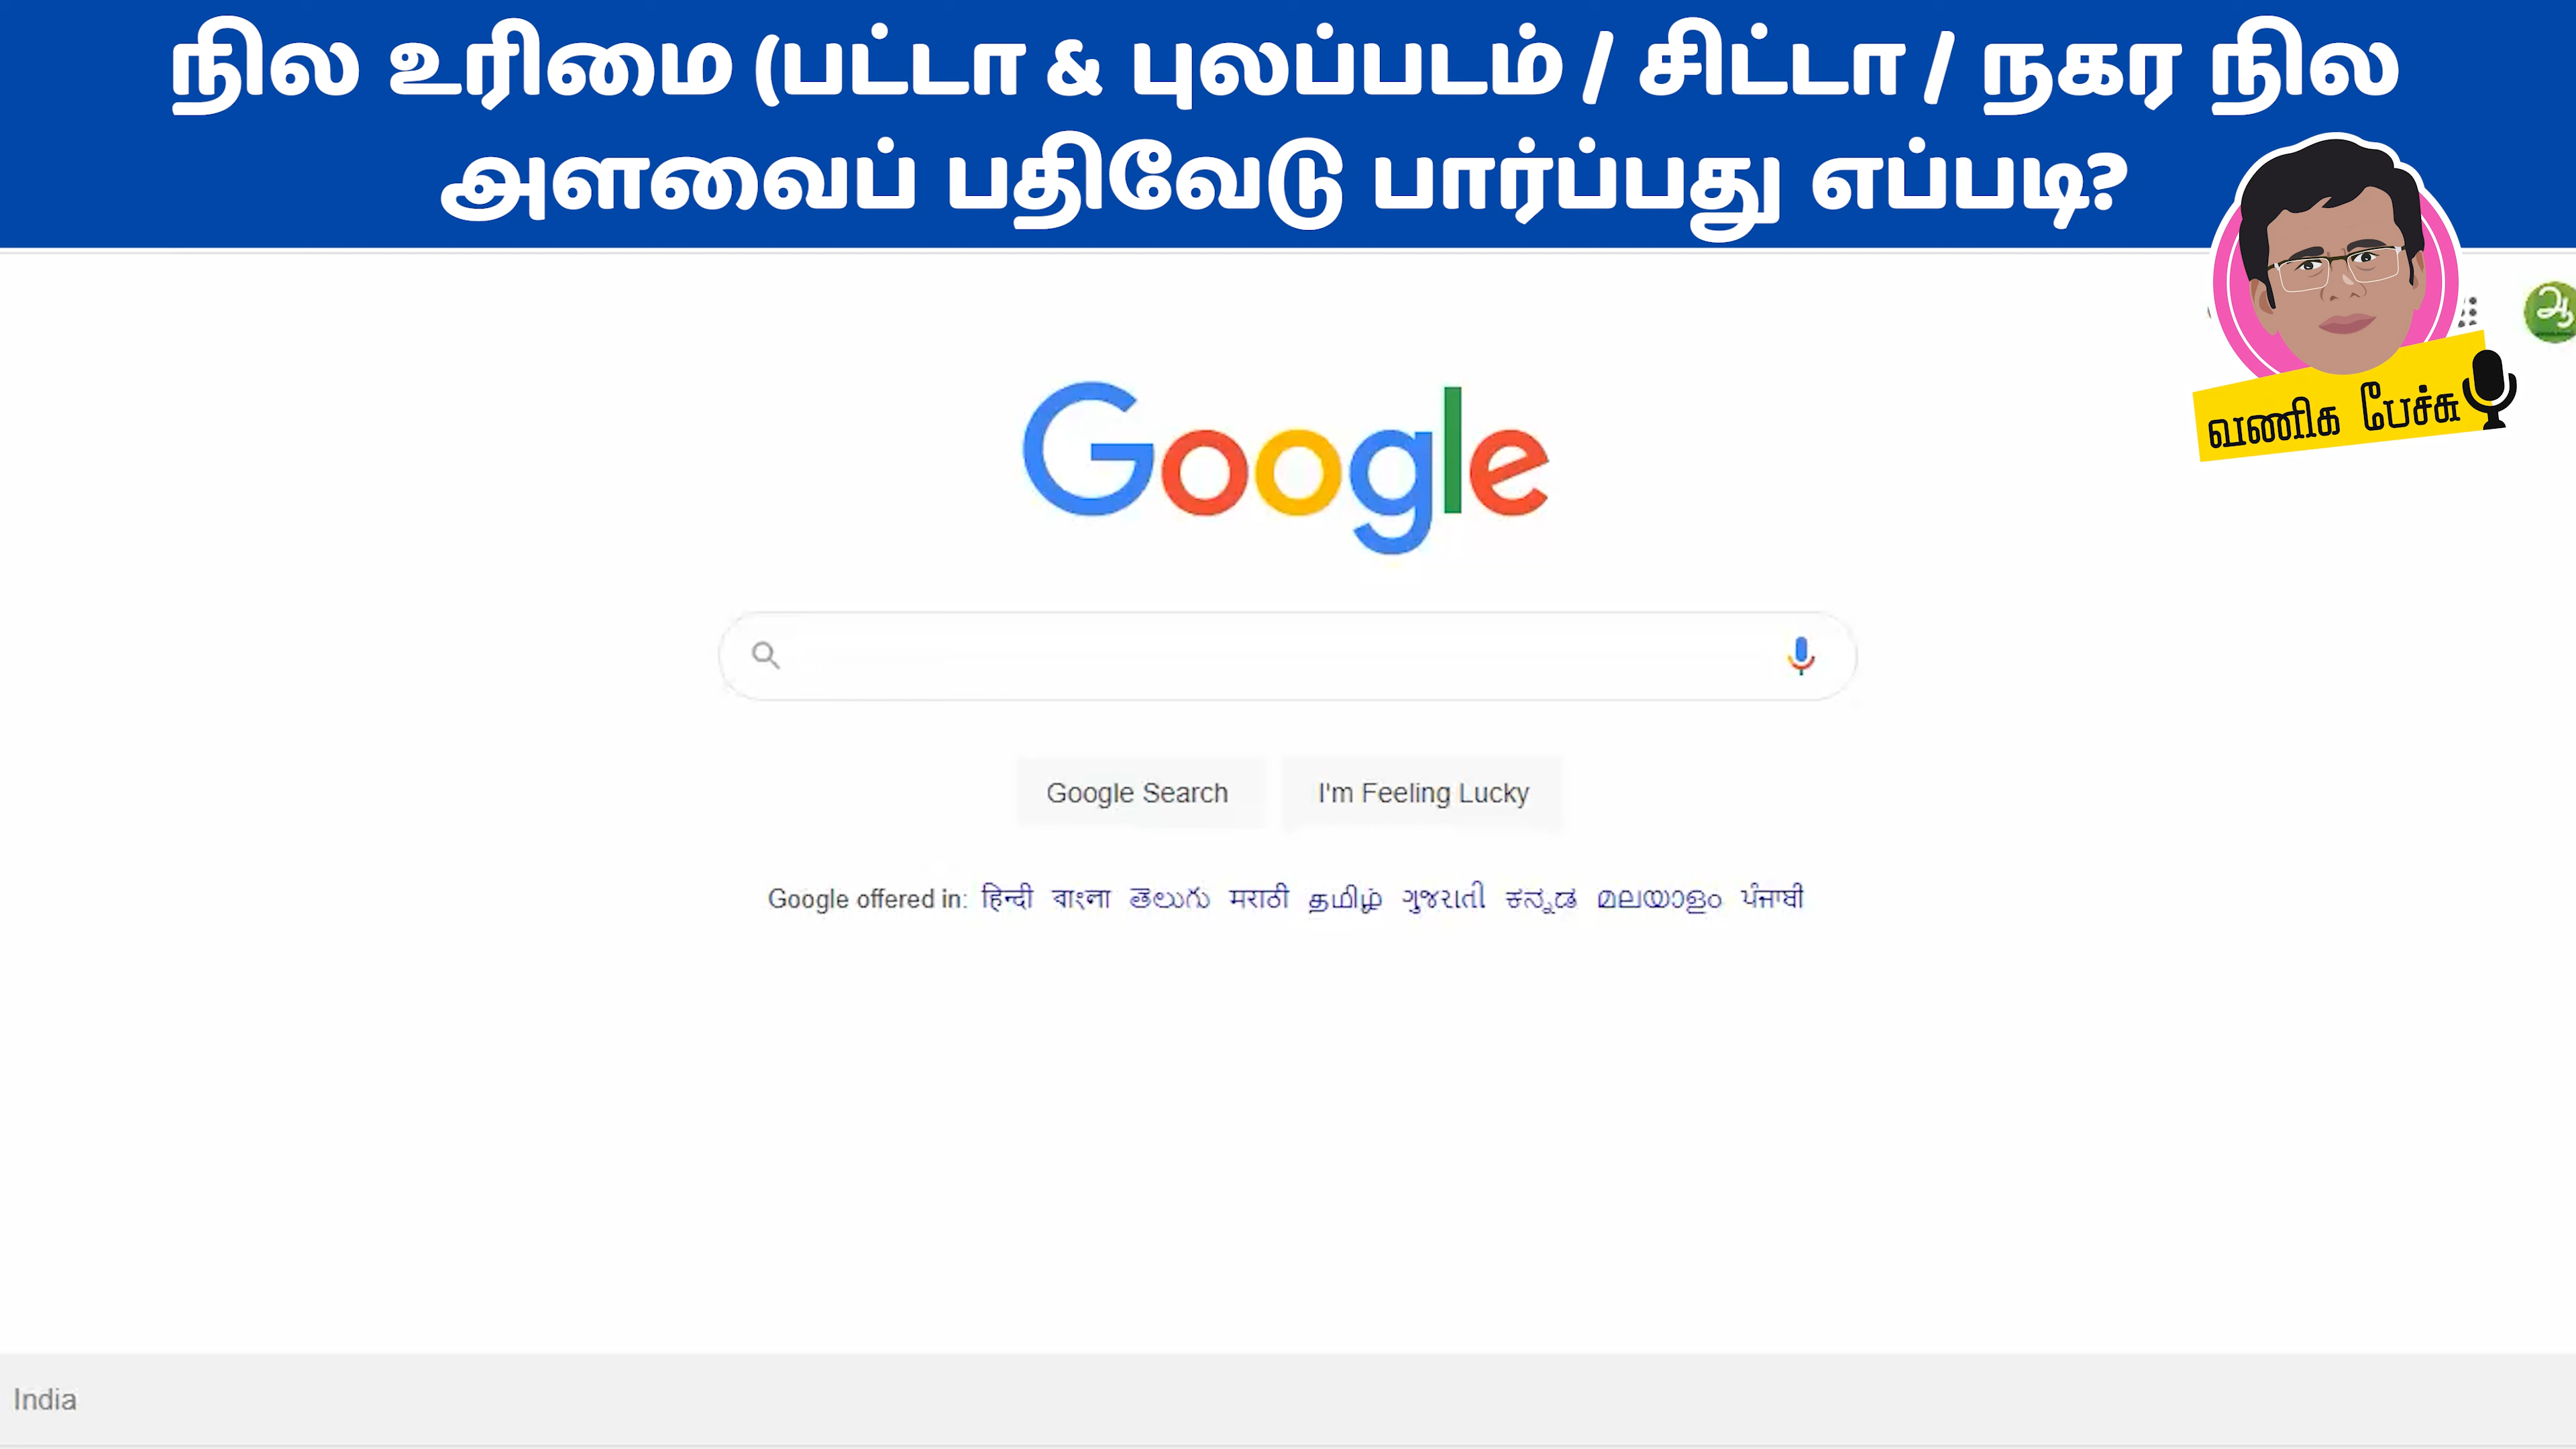 நில உரிமை (பட்டா & புலப்படம் / சிட்டா / நகர நில
அளவைப் பதிவேடு பார்ப்பது எப்படி?
ஆ
வணிக பேச்சு
Google
Google Search
I'm Feeling Lucky
Google offered in: हिन्दी বাংলা తెలుగు मराठी தமிழ் ગુજરાતી ಕನ್ನಡ മലയാളം ਪੰਜਾਬੀ
India